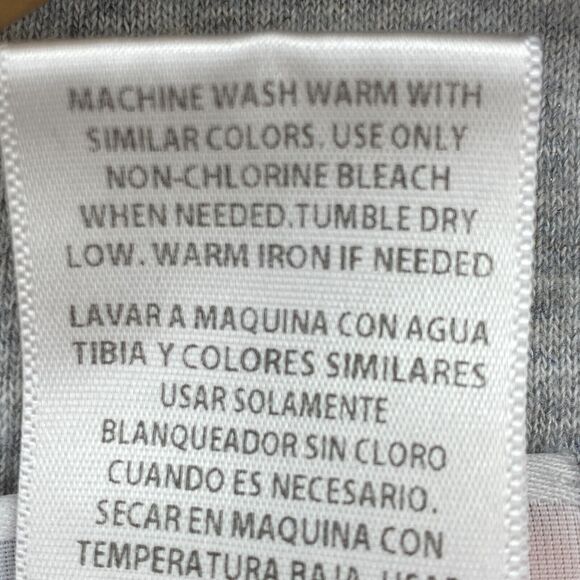 MACHINE WASH WARM WITH
SIMILAR COLORS. USE ONLY
NON-CHLORINE BLEACH
WHEN NEEDED.TUMBLE DRY
LOW. WARM IRON IF NEEDED
LAVAR A MAQUINA CON AGUA
TIBIA Y COLORES SIMILARES
USAR SOLAMENTE
BLANQUEADOR SIN CLORO
CUANDO ES NECESARIO.
SECAR EN MAQUINA CON
TEMPERATURA BAJA.